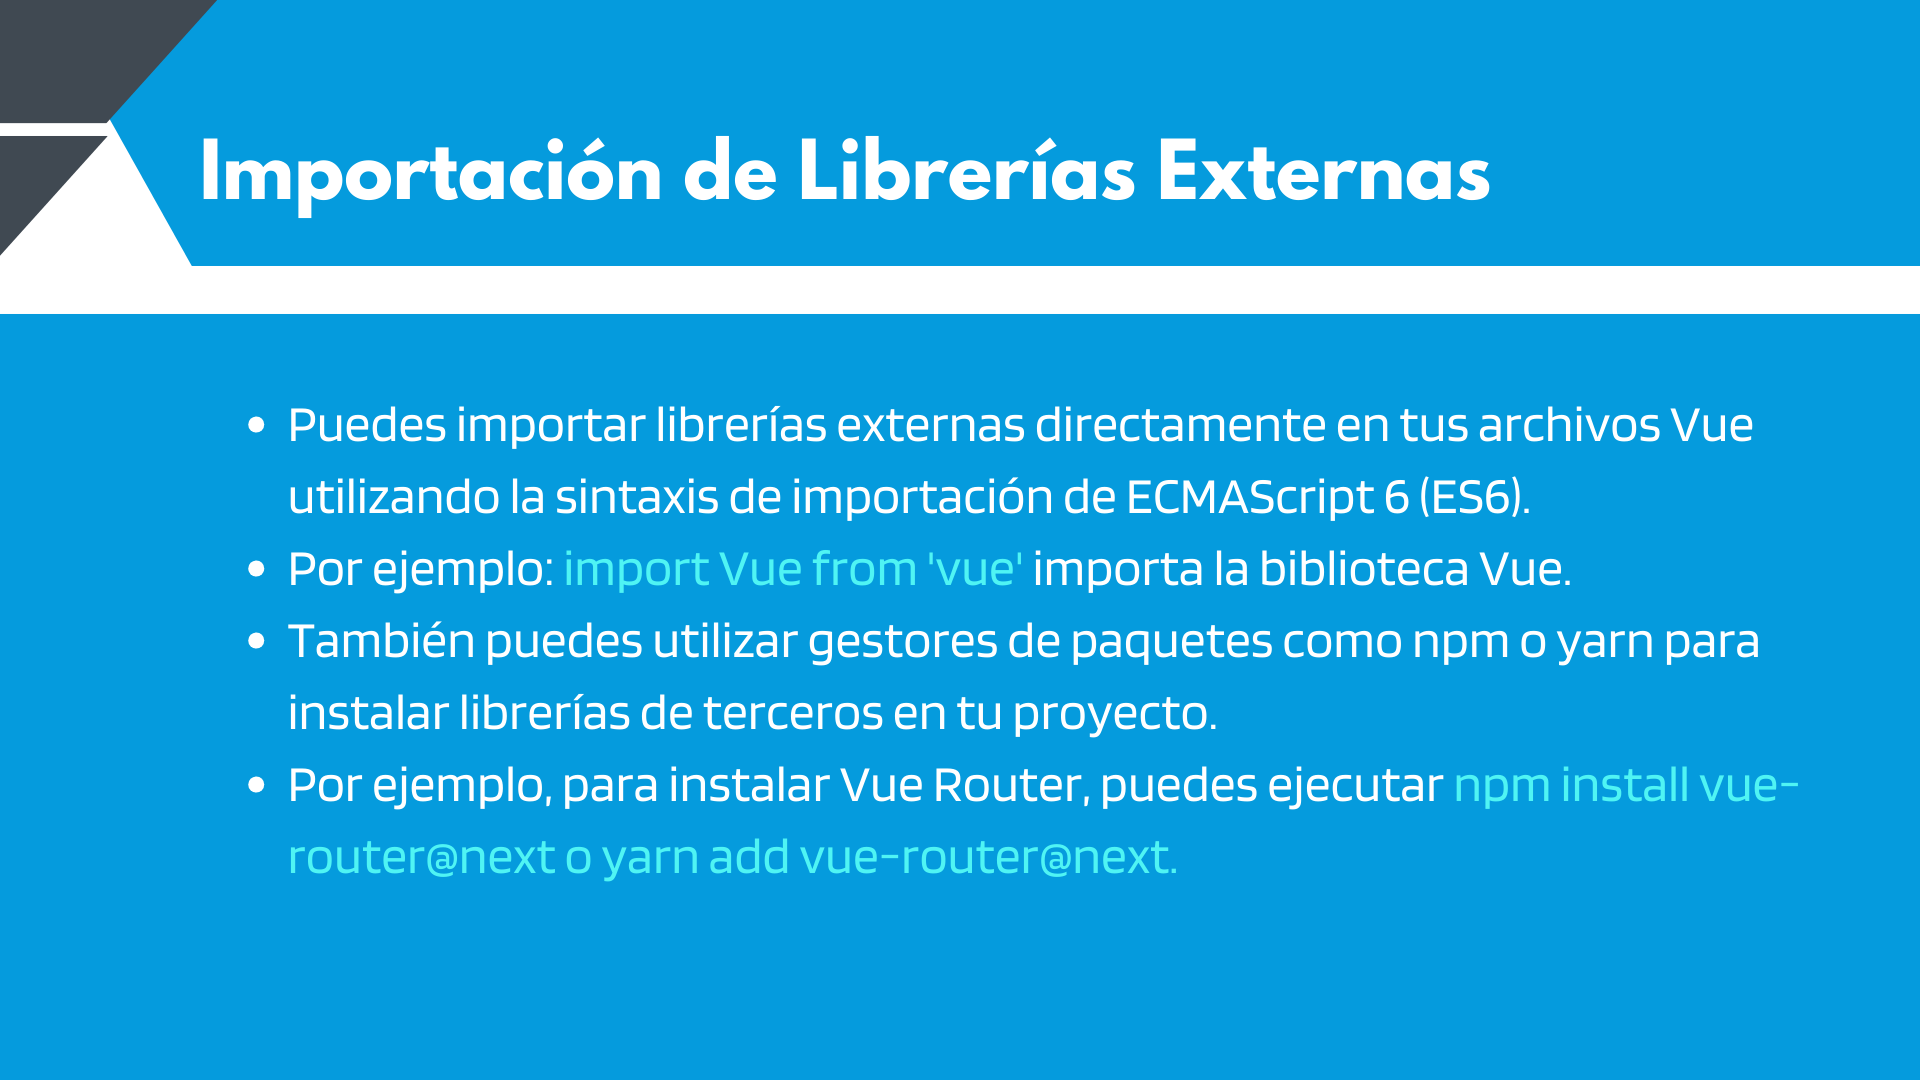 Importación de Librerías Externas
• Puedes importar librerías externas directamente en tus archivos Vue
utilizando la sintaxis de importación de ECMAScript 6 (ES6).
• Por ejemplo: import Vue from 'vue' importa la biblioteca Vue.
• También puedes utilizar gestores de paquetes como npm o yarn para
instalar librerías de terceros en tu proyecto.
• Por ejemplo, para instalar Vue Router, puedes ejecutar npm install vue-
router@next o yarn add vue-router@next.